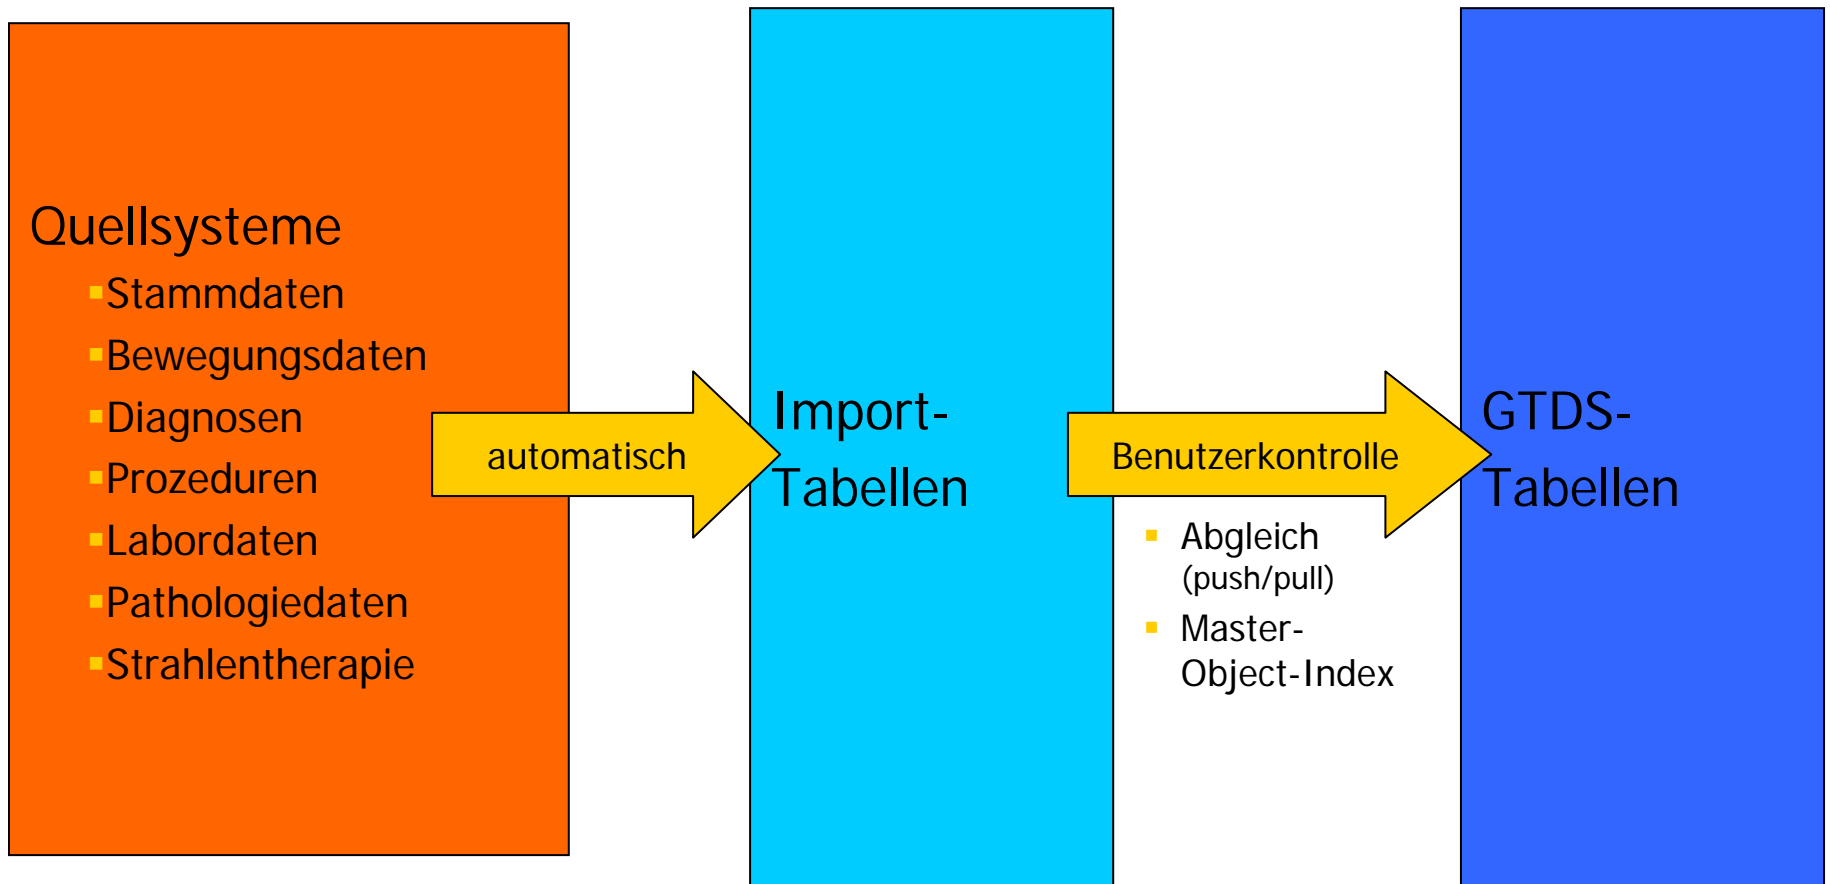 Quellsysteme
▪Stammdaten
▪Bewegungsdaten
▪Diagnosen
▪Prozeduren
▪Labordaten
▪Pathologiedaten
▪Strahlentherapie
automatisch
Import-
Tabellen
Benutzerkontrolle
▪ Abgleich
(push/pull)
▪ Master-
Object-Index
GTDS-
Tabellen